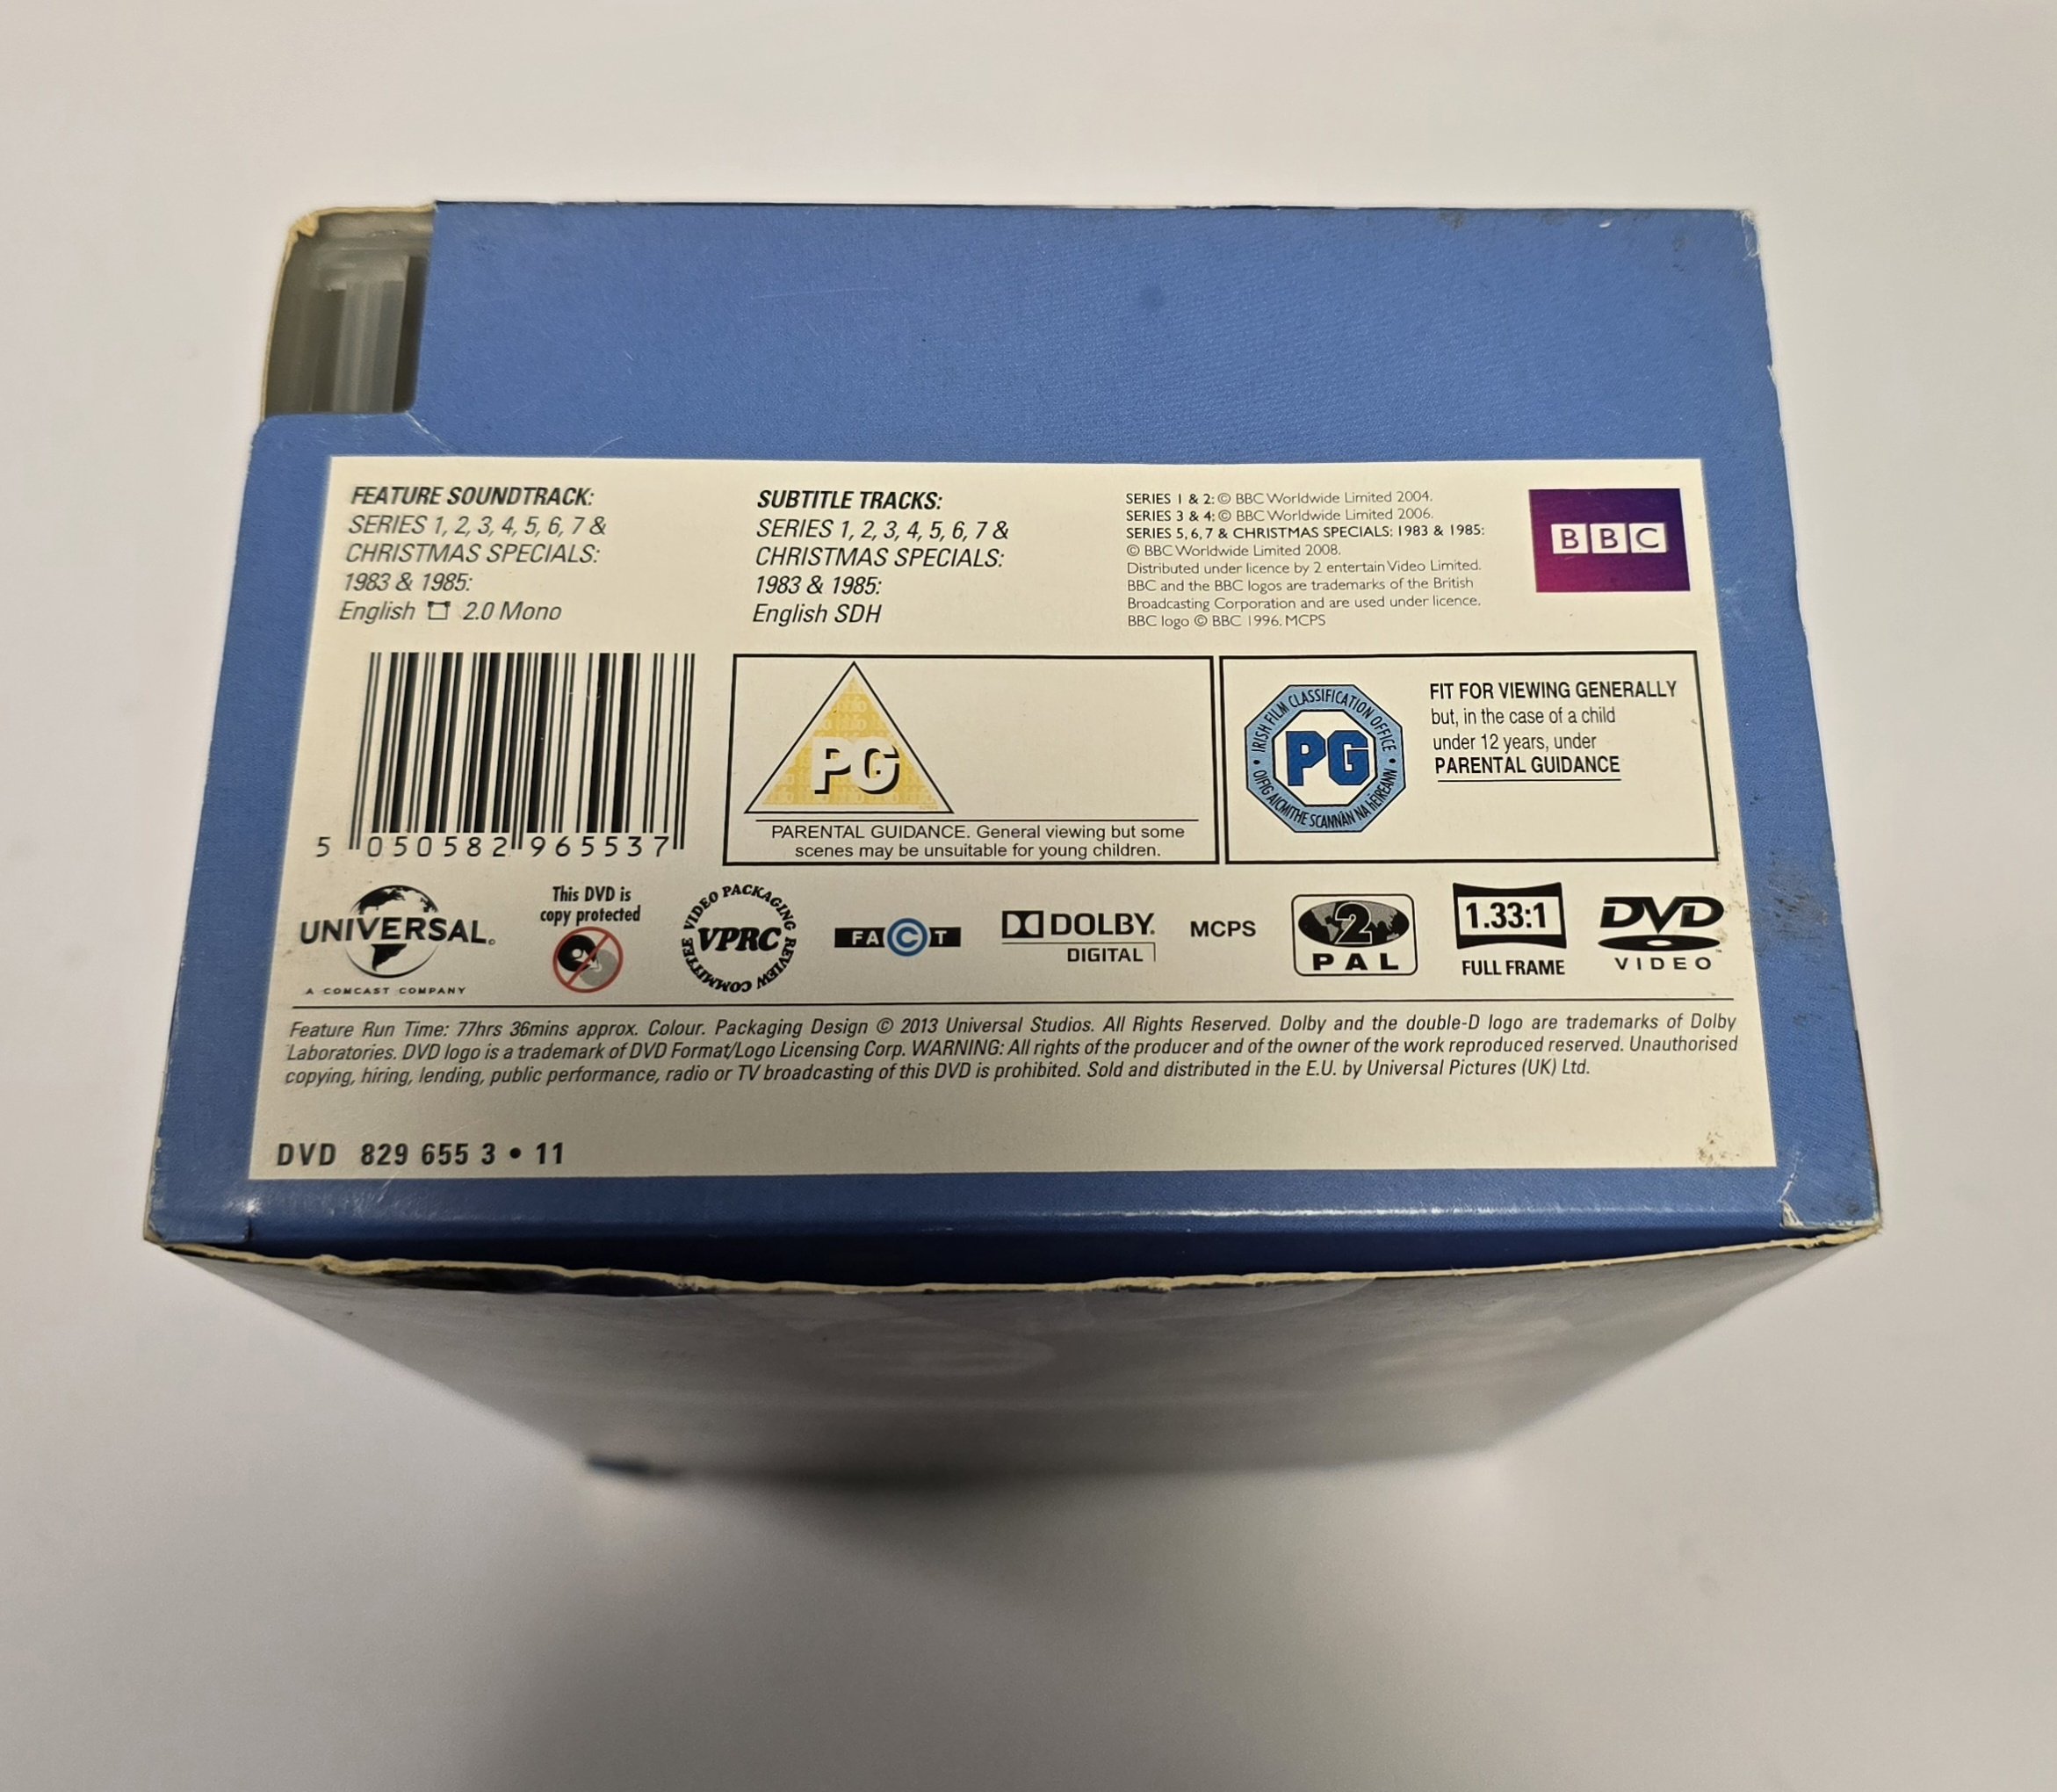 FEATURE SOUNDTRACK:
SERIES 1, 2, 3, 4, 5, 6, 7 &
CHRISTMAS SPECIALS:
1983 & 1985:
English 2.0 Mono
SUBTITLE TRACKS:
SERIES 1, 2, 3, 4, 5, 6, 7 &
CHRISTMAS SPECIALS:
1983 & 1985:
English SDH
SERIES 1 & 2: © BBC Worldwide Limited 2004.
SERIES 3 & 4: © BBC Worldwide Limited 2006.
SERIES 5, 6, 7 & CHRISTMAS SPECIALS: 1983 & 1985:
© BBC Worldwide Limited 2008.
Distributed under licence by 2 entertain Video Limited.
BBC and the BBC logos are trademarks of the British
Broadcasting Corporation and are used under licence.
BBC logo © BBC 1996. MCPS
BBC
5 050582 965537
PG
PARENTAL GUIDANCE. General viewing but some
scenes may be unsuitable for young children.
IRISH FILM CLASSIFICATION OFFICE
PG
OIFIG AICMITHE SCANNÁN NA hÉIREANN
FIT FOR VIEWING GENERALLY
but, in the case of a child
under 12 years, under
PARENTAL GUIDANCE
UNIVERSAL
A COMCAST COMPANY
This DVD is
copy protected
VIDEO PACKAGING REVIEW COMMITTEE
VPRC
FACT
DOLBY
DIGITAL
MCPS
2
PAL
1.33:1
FULL FRAME
DVD
VIDEO
Feature Run Time: 77hrs 36mins approx. Colour. Packaging Design © 2013 Universal Studios. All Rights Reserved. Dolby and the double-D logo are trademarks of Dolby
Laboratories. DVD logo is a trademark of DVD Format/Logo Licensing Corp. WARNING: All rights of the producer and of the owner of the work reproduced reserved. Unauthorised
copying, hiring, lending, public performance, radio or TV broadcasting of this DVD is prohibited. Sold and distributed in the E.U. by Universal Pictures (UK) Ltd.
DVD 829 655 3 • 11